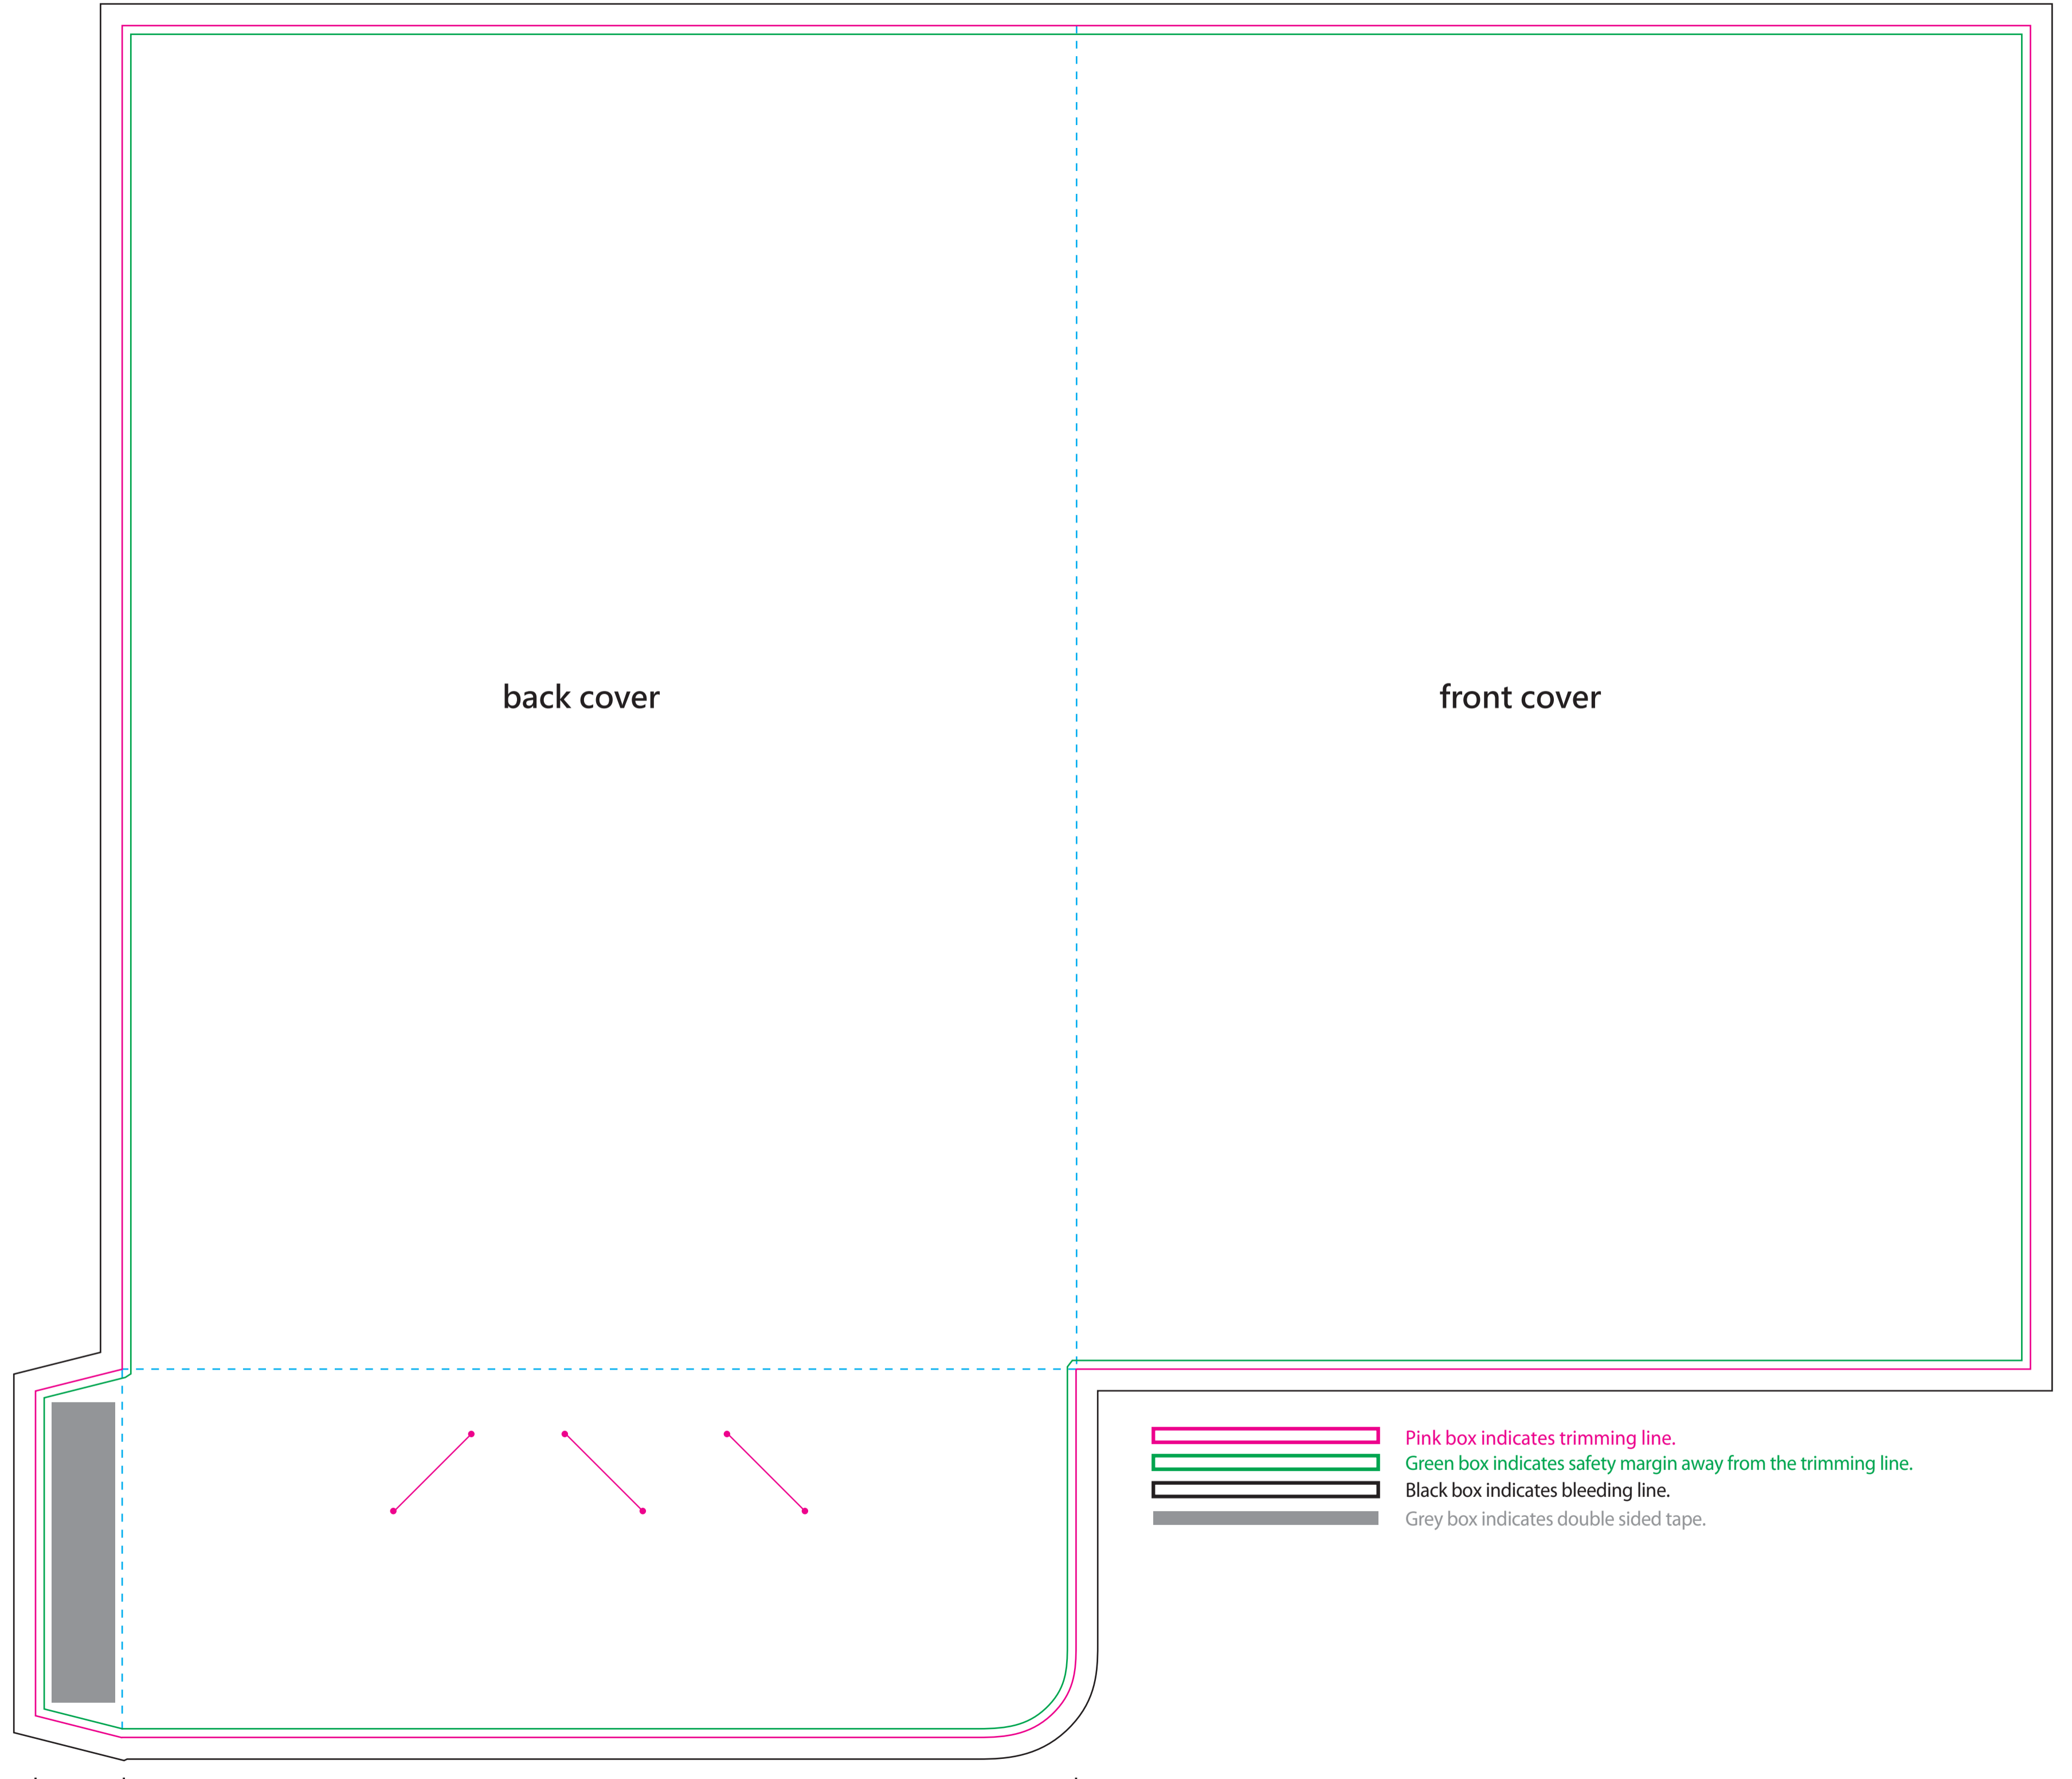 back cover
front cover
Pink box indicates trimming line.
Green box indicates safety margin away from the trimming line.
Black box indicates bleeding line.
Grey box indicates double sided tape.